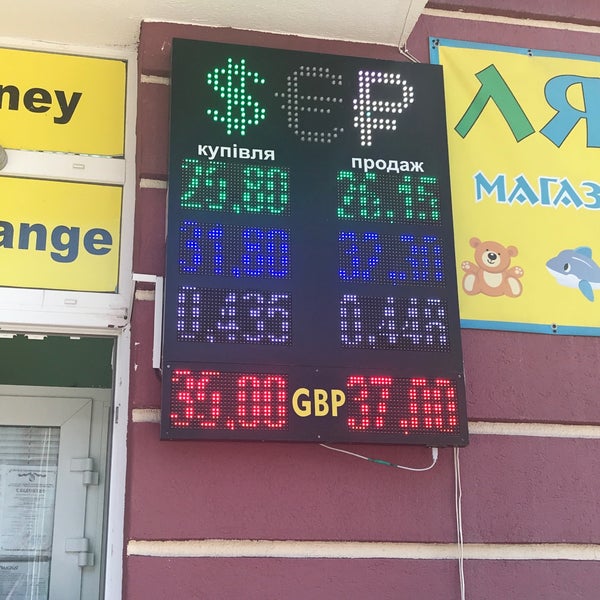 ney
ange
$ € ₽
купівля продаж
25,80 26,15
31,80 32,30
0,435 0,448
35,00 GBP 37,00
ЛЯ
МАГАЗ